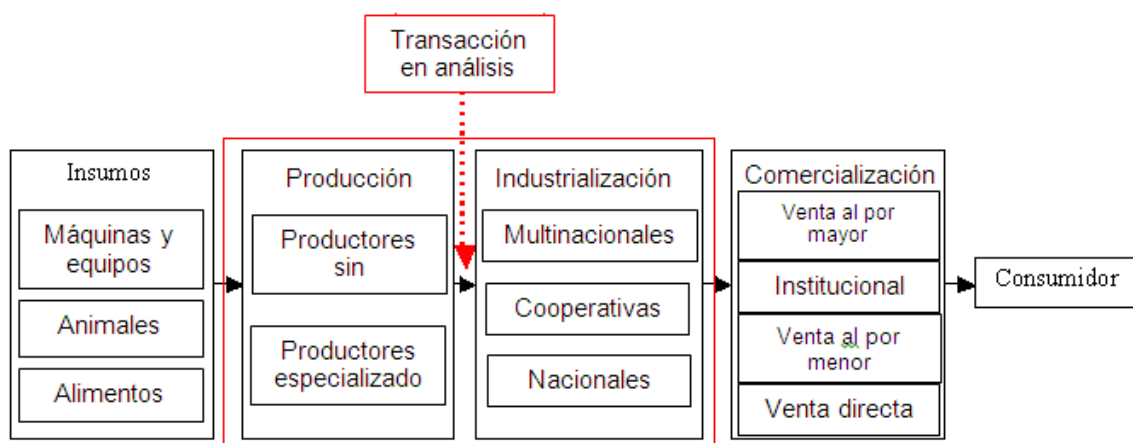 Transacción
en análisis
Insumos
Máquinas y
equipos
Animales
Alimentos
Producción
Productores
sin
Productores
especializado
Industrialización
Multinacionales
Cooperativas
Nacionales
Comercialización
Venta al por
mayor
Institucional
Venta al por
menor
Venta directa
Consumidor